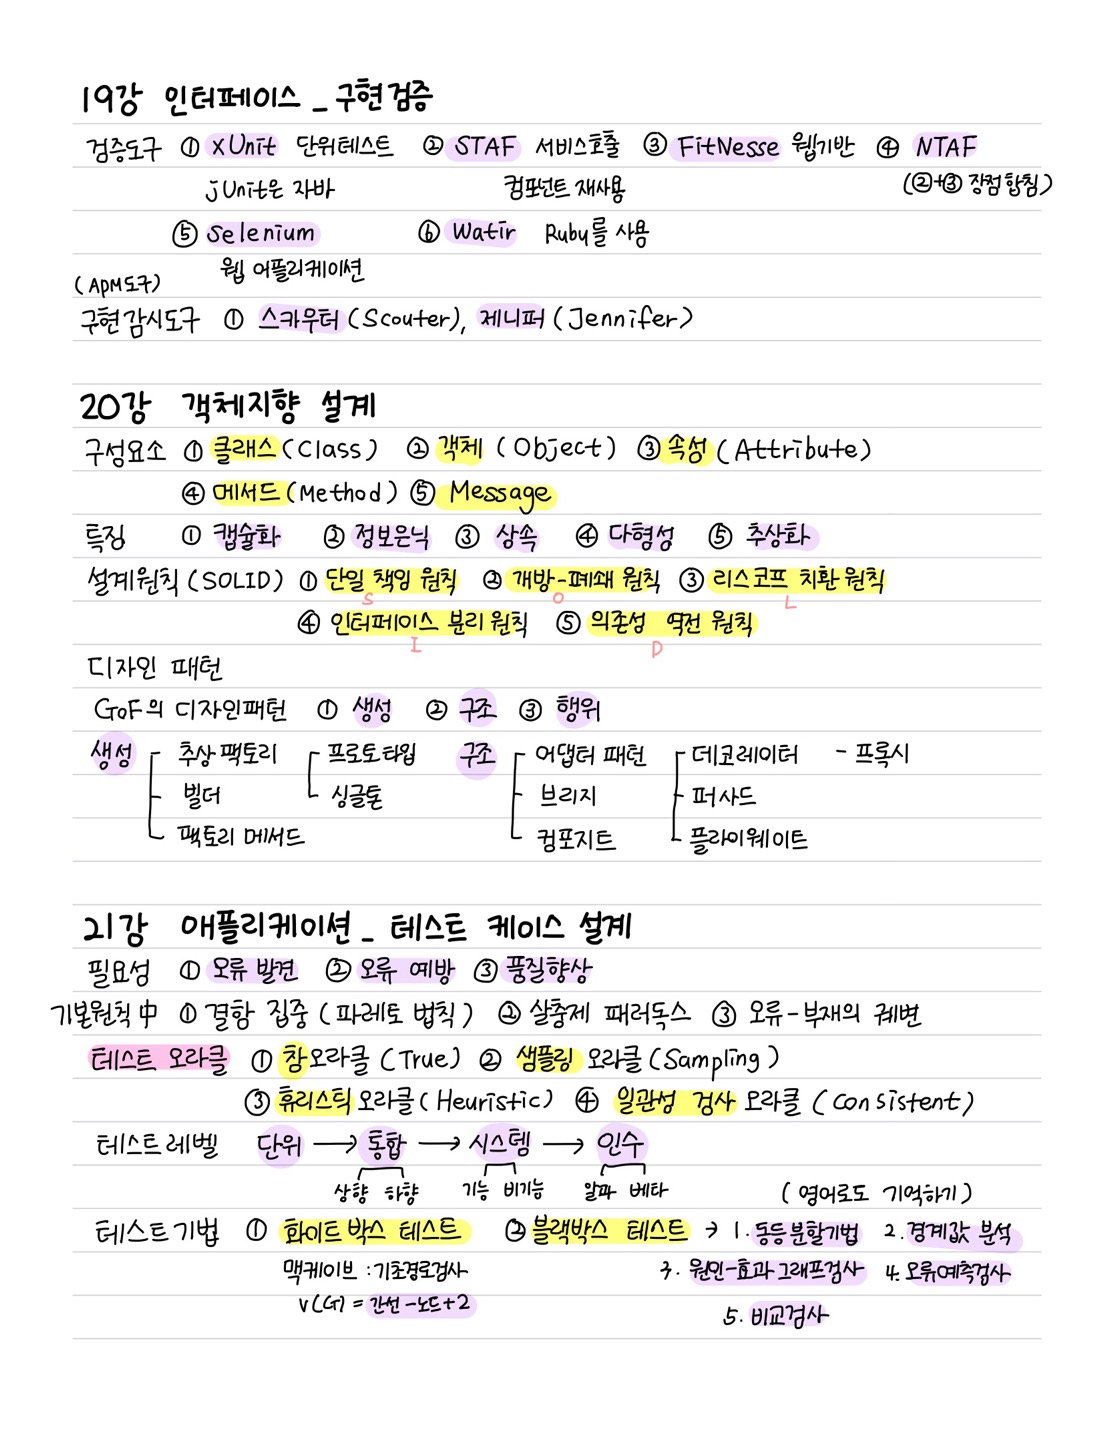 19강 인터페이스 _ 구현검증
검증도구 ① xUnit 단위테스트 ② STAF 서비스호출 ③ FitNesse 웹기반 ④ NTAF
jUnit은 자바 컴포넌트 재사용 (②+③ 장점합침)
⑤ Selenium ⑥ Watir Ruby를 사용
웹 어플리케이션
(APM도구)
구현감시도구 ① 스카우터(Scouter), 제니퍼(Jennifer)
20강 객체지향 설계
구성요소 ① 클래스(Class) ② 객체 (Object) ③ 속성(Attribute)
④ 메서드(Method) ⑤ Message
특징 ① 캡슐화 ② 정보은닉 ③ 상속 ④ 다형성 ⑤ 추상화
설계원칙(SOLID) ① 단일 책임 원칙 ② 개방-폐쇄 원칙 ③ 리스코프 치환원칙
S O L
④ 인터페이스 분리원칙 ⑤ 의존성 역전 원칙
I D
디자인 패턴
GoF의 디자인패턴 ① 생성 ② 구조 ③ 행위
생성 추상팩토리 프로토타입 구조 어댑터 패턴 데코레이터 - 프록시
빌더 싱글톤 브리지 퍼사드
팩토리 메서드 컴포지트 플라이웨이트
21강 애플리케이션 _ 테스트 케이스 설계
필요성 ① 오류 발견 ② 오류 예방 ③ 품질향상
기본원칙 中 ① 결함 집중 (파레토 법칙) ② 살충제 패러독스 ③ 오류-부재의 궤변
테스트 오라클 ① 참오라클 (True) ② 샘플링 오라클(Sampling)
③ 휴리스틱오라클(Heuristic) ④ 일관성 검사 오라클 (Consistent)
테스트레벨 단위 → 통합 → 시스템 → 인수
상향 하향 기능 비기능 알파 베타 (영어로도 기억하기)
테스트기법 ① 화이트박스 테스트 ② 블랙박스 테스트 → 1. 동등분할기법 2. 경계값 분석
맥케이브 : 기초경로검사 3. 원인-효과그래프검사 4. 오류예측검사
V(G) = 간선-노드+2
5. 비교검사